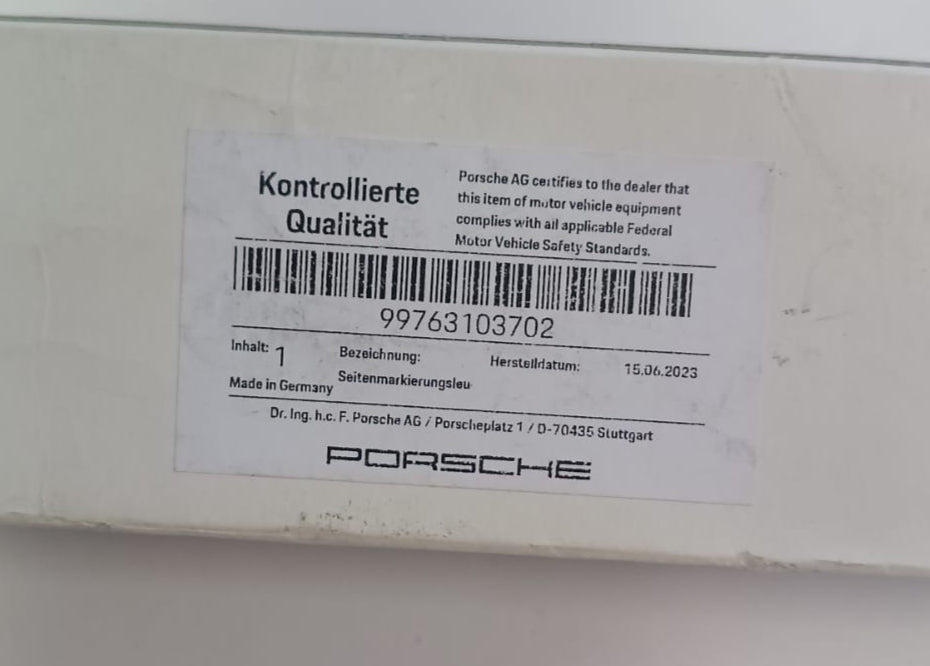 Kontrollierte
Qualität
Porsche AG certifies to the dealer that
this item of motor vehicle equipment
complies with all applicable Federal
Motor Vehicle Safety Standards.
99763103702
Inhalt: 1 Bezeichnung: Herstelldatum: 15.06.2023
Made in Germany Seitenmarkierungsleu
Dr. Ing. h.c. F. Porsche AG / Porscheplatz 1 / D-70435 Stuttgart
PORSCHE